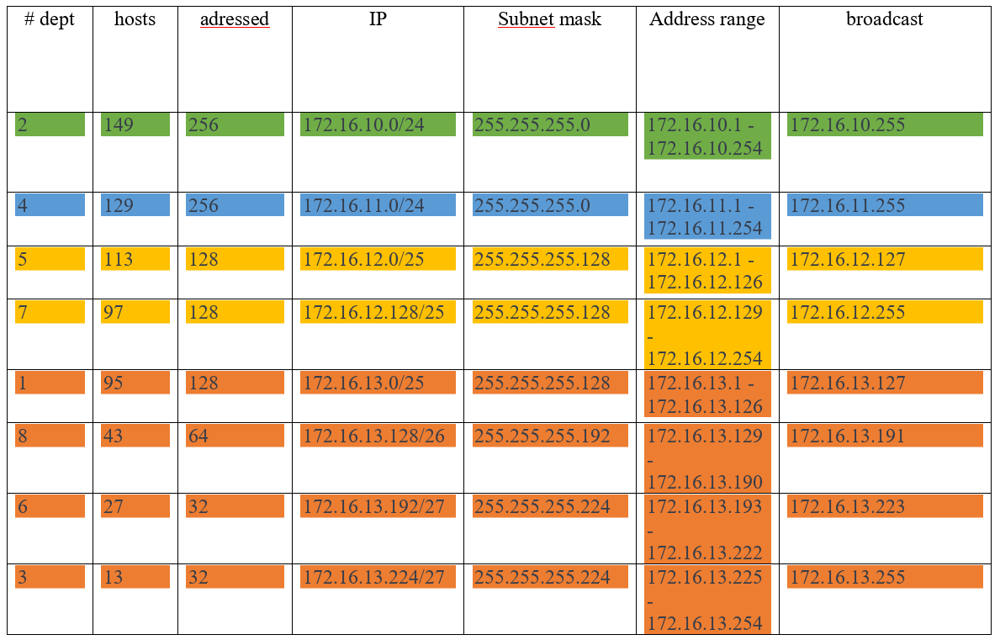 # dept hosts adressed IP Subnet mask Address range broadcast
2 149 256 172.16.10.0/24 255.255.255.0 172.16.10.1 - 172.16.10.255
172.16.10.254
4 129 256 172.16.11.0/24 255.255.255.0 172.16.11.1 - 172.16.11.255
172.16.11.254
5 113 128 172.16.12.0/25 255.255.255.128 172.16.12.1 - 172.16.12.127
172.16.12.126
7 97 128 172.16.12.128/25 255.255.255.128 172.16.12.129 172.16.12.255
-
172.16.12.254
1 95 128 172.16.13.0/25 255.255.255.128 172.16.13.1 - 172.16.13.127
172.16.13.126
8 43 64 172.16.13.128/26 255.255.255.192 172.16.13.129 172.16.13.191
-
172.16.13.190
6 27 32 172.16.13.192/27 255.255.255.224 172.16.13.193 172.16.13.223
-
172.16.13.222
3 13 32 172.16.13.224/27 255.255.255.224 172.16.13.225 172.16.13.255
-
172.16.13.254